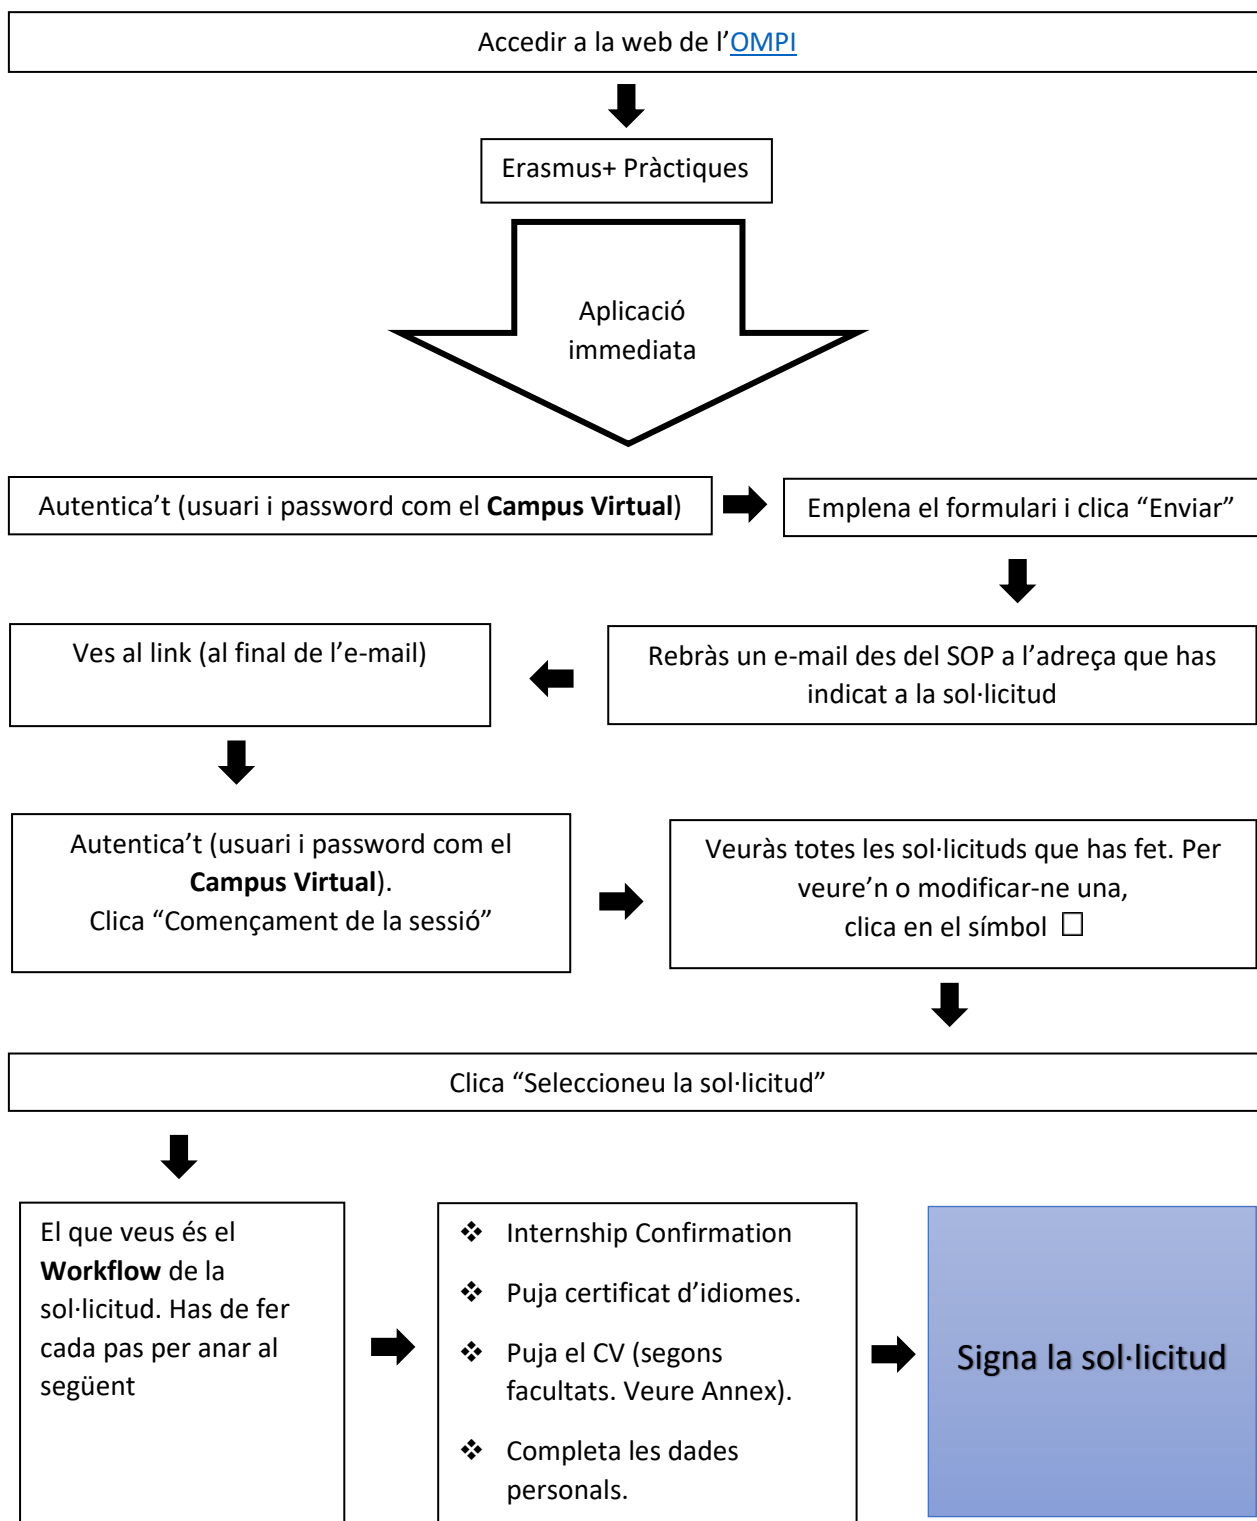 Accedir a la web de l’OMPI
Erasmus+ Pràctiques
Aplicació
immediata
Autentica’t (usuari i password com el Campus Virtual)
Emplena el formulari i clica “Enviar”
Rebràs un e-mail des del SOP a l’adreça que has
indicat a la sol·licitud
Ves al link (al final de l’e-mail)
Autentica’t (usuari i password com el
Campus Virtual).
Clica “Començament de la sessió”
Veuràs totes les sol·licituds que has fet. Per
veure’n o modificar-ne una,
clica en el símbol □
Clica “Seleccioneu la sol·licitud”
El que veus és el
Workflow de la
sol·licitud. Has de fer
cada pas per anar al
següent
❖ Internship Confirmation
❖ Puja certificat d’idiomes.
❖ Puja el CV (segons
facultats. Veure Annex).
❖ Completa les dades
personals.
Signa la sol·licitud